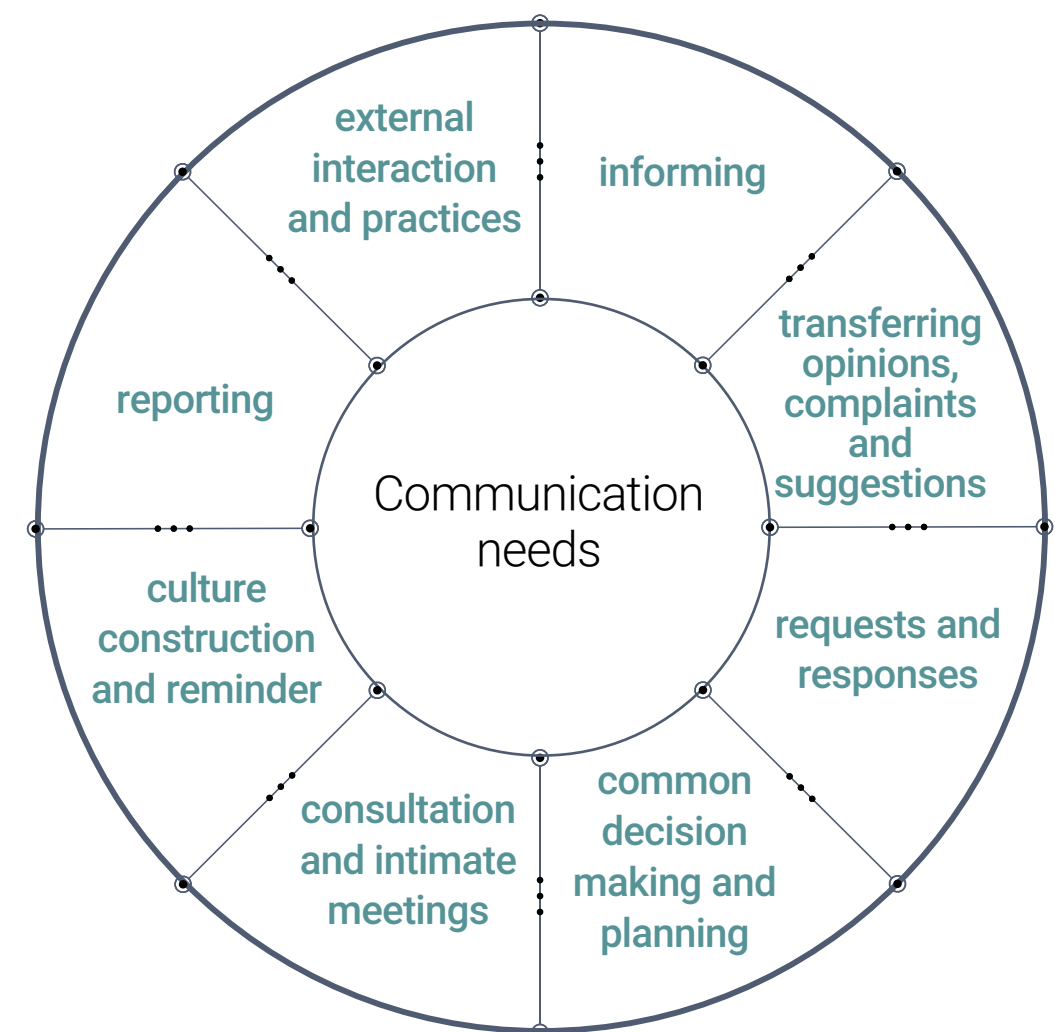 external
interaction
and practices
informing
transferring
opinions,
complaints
and
suggestions
reporting
Communication
needs
culture
construction
and reminder
requests and
responses
consultation
and intimate
meetings
common
decision
making and
planning